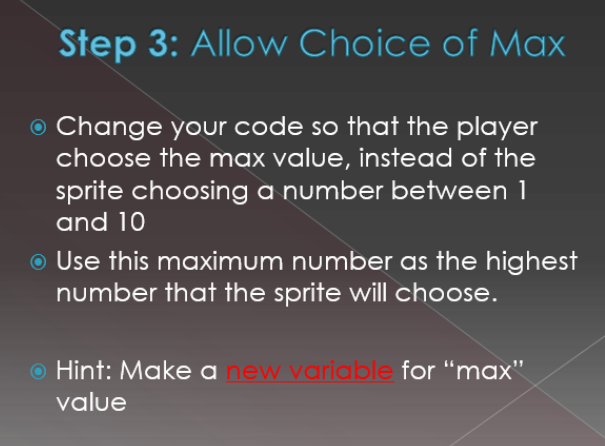 Step 3: Allow Choice of Max
Change your code so that the player
choose the max value, instead of the
sprite choosing a number between 1
and 10
Use this maximum number as the highest
number that the sprite will choose.
Hint: Make a new variable for “max”
value